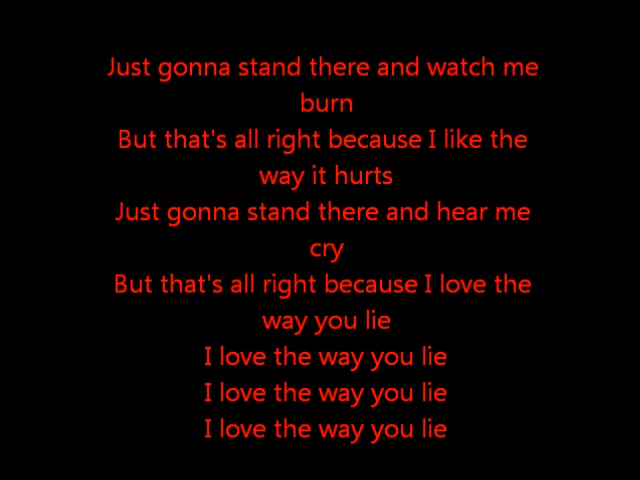 Just gonna stand there and watch me
burn
But that's all right because I like the
way it hurts
Just gonna stand there and hear me
cry
But that's all right because I love the
way you lie
I love the way you lie
I love the way you lie
I love the way you lie